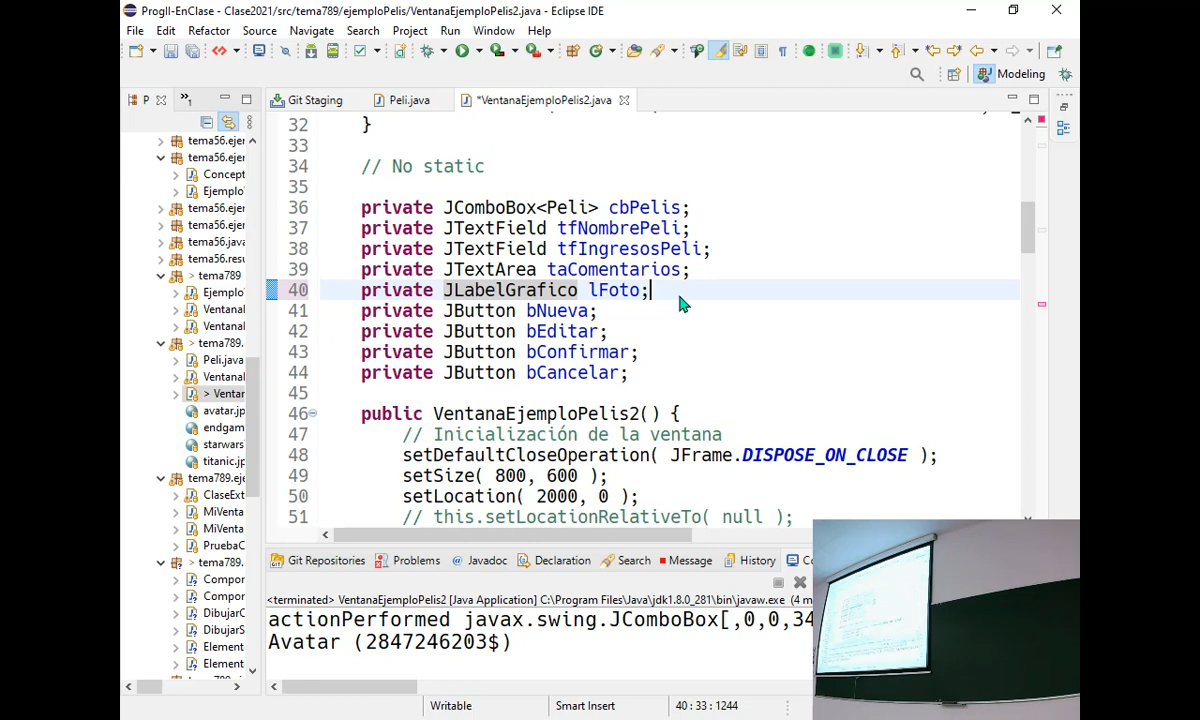 ProgII-EnClase - Clase2021/src/tema789/ejemploPelis/VentanaEjemploPelis2.java - Eclipse IDE
File Edit Refactor Source Navigate Search Project Run Window Help
Modeling
P
»1
Git Staging
Peli.java
*VentanaEjemploPelis2.java
tema56.ejer
tema56.ejer
Concept
Ejemplo
tema56.ejer
tema56.ejer
tema56.java
tema56.resu
> tema789
Ejemplo
Ventana
Ventana
> tema789.
Peli.java
Ventanal
> Ventar
avatar.jp
endgam
starwars
titanic.jp
tema789.eje
ClaseExt
MiVenta
MiVenta
PruebaC
> tema789.
Compor
Compor
DibujarC
DibujarS
Element
Element
32 }
33
34 // No static
35
36 private JComboBox<Peli> cbPelis;
37 private JTextField tfNombrePeli;
38 private JTextField tfIngresosPeli;
39 private JTextArea taComentarios;
40 private JLabelGrafico lFoto;
41 private JButton bNueva;
42 private JButton bEditar;
43 private JButton bConfirmar;
44 private JButton bCancelar;
45
46 public VentanaEjemploPelis2() {
47 // Inicialización de la ventana
48 setDefaultCloseOperation( JFrame.DISPOSE_ON_CLOSE );
49 setSize( 800, 600 );
50 setLocation( 2000, 0 );
51 // this.setLocationRelativeTo( null );
Git Repositories Problems @ Javadoc Declaration Search Message History Co
<terminated> VentanaEjemploPelis2 [Java Application] C:\Program Files\Java\jdk1.8.0_281\bin\javaw.exe (4 m
actionPerformed javax.swing.JComboBox[,0,0,34
Avatar (2847246203$)
Writable Smart Insert 40 : 33 : 1244